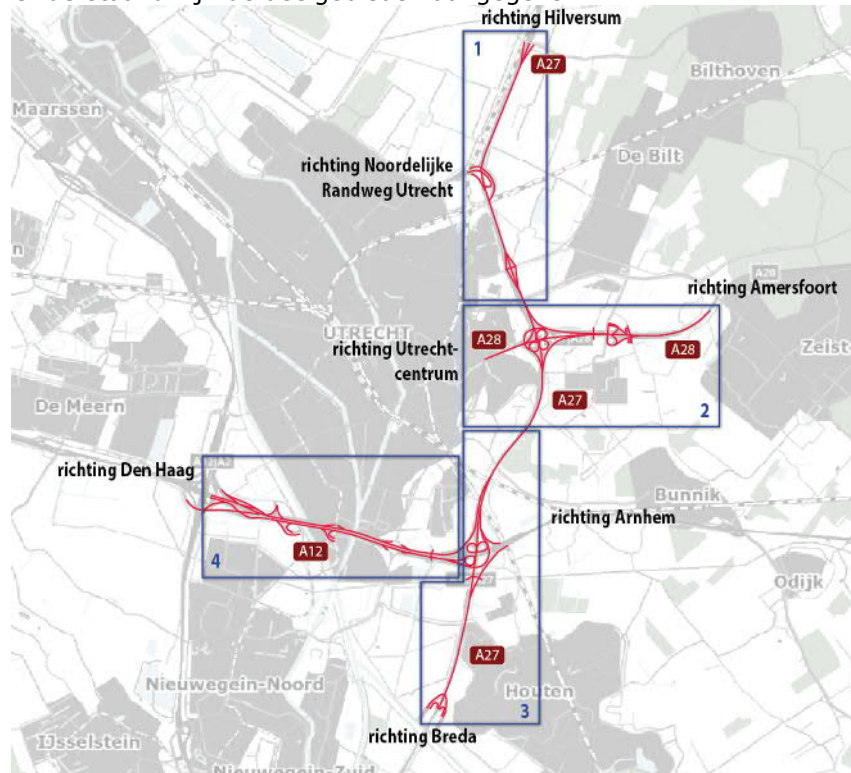 richting Hilversum
1
A27
Bilthoven
Maarssen
De Bilt
richting Noordelijke
Randweg Utrecht
richting Amersfoort
UTRECHT
A28
richting Utrecht-
centrum
A28
Zeist
A27
2
De Meern
richting Den Haag
Bunnik
richting Arnhem
A12
4
Odijk
A27
Nieuwegein-Noord
Houten
3
richting Breda
IJsselstein
Nieuwegein-Zuid